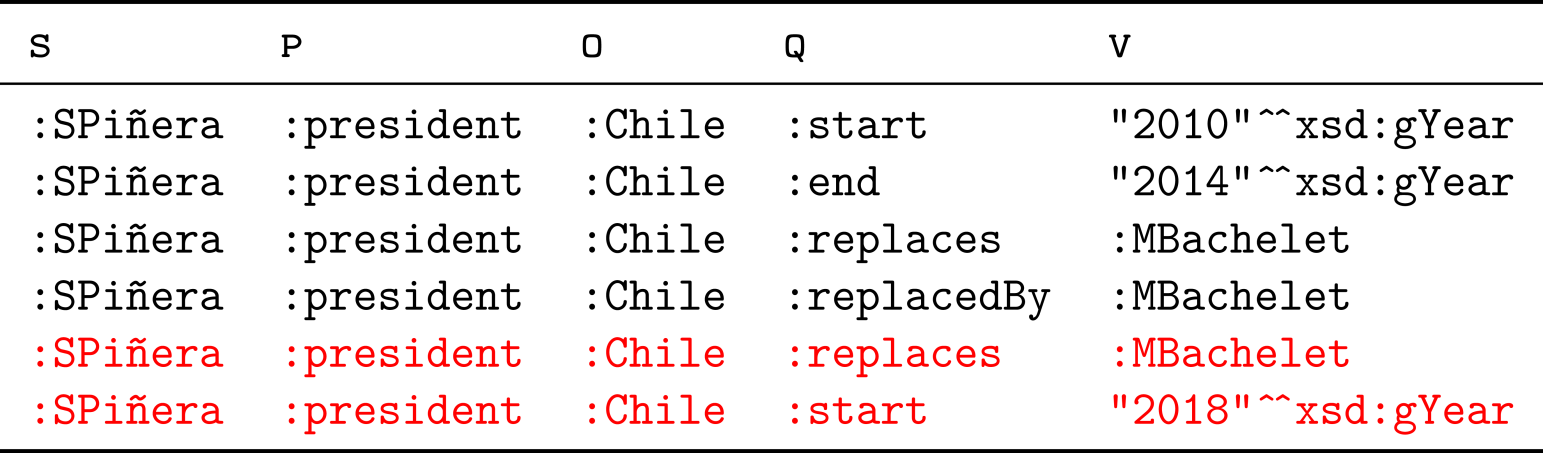 S P O Q V
:SPiñera :president :Chile :start "2010"^^xsd:gYear
:SPiñera :president :Chile :end "2014"^^xsd:gYear
:SPiñera :president :Chile :replaces :MBachelet
:SPiñera :president :Chile :replacedBy :MBachelet
:SPiñera :president :Chile :replaces :MBachelet
:SPiñera :president :Chile :start "2018"^^xsd:gYear